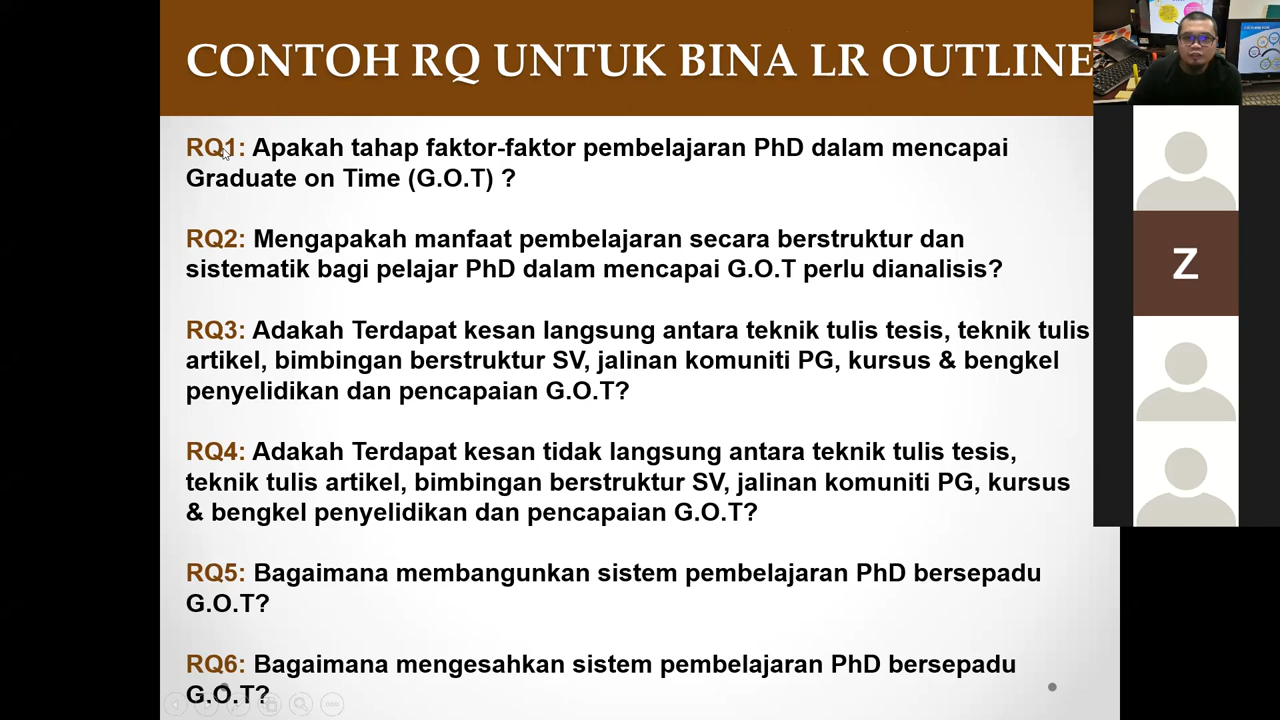 CONTOH RQ UNTUK BINA LR OUTLINE
RQ1: Apakah tahap faktor-faktor pembelajaran PhD dalam mencapai
Graduate on Time (G.O.T) ?
RQ2: Mengapakah manfaat pembelajaran secara berstruktur dan
sistematik bagi pelajar PhD dalam mencapai G.O.T perlu dianalisis?
RQ3: Adakah Terdapat kesan langsung antara teknik tulis tesis, teknik tulis
artikel, bimbingan berstruktur SV, jalinan komuniti PG, kursus & bengkel
penyelidikan dan pencapaian G.O.T?
RQ4: Adakah Terdapat kesan tidak langsung antara teknik tulis tesis,
teknik tulis artikel, bimbingan berstruktur SV, jalinan komuniti PG, kursus
& bengkel penyelidikan dan pencapaian G.O.T?
RQ5: Bagaimana membangunkan sistem pembelajaran PhD bersepadu
G.O.T?
RQ6: Bagaimana mengesahkan sistem pembelajaran PhD bersepadu
G.O.T?
Z